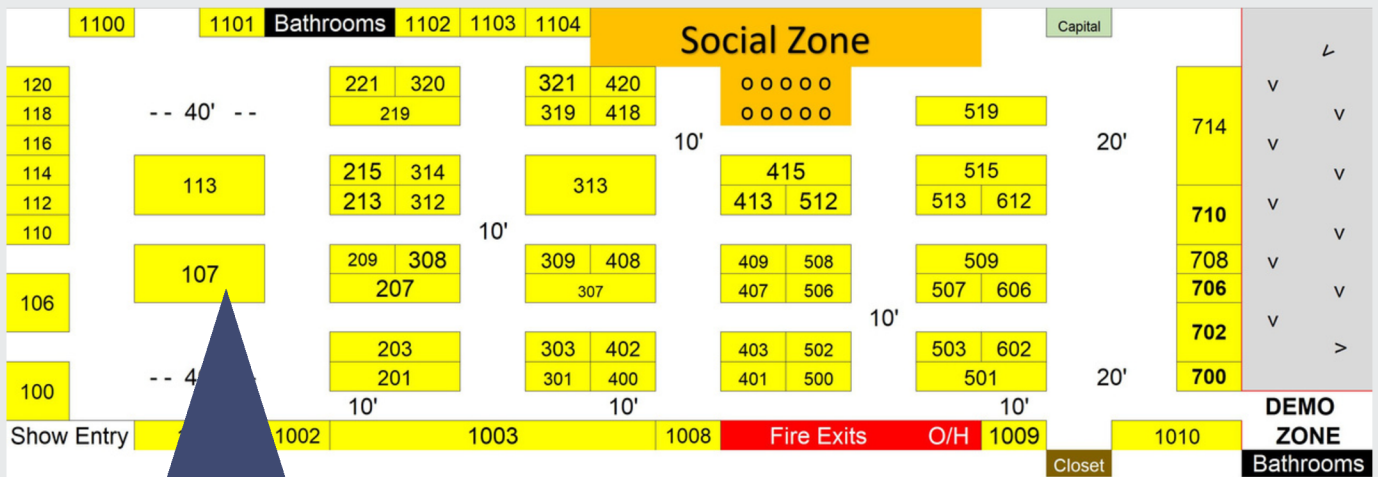 1100 1101 Bathrooms 1102 1103 1104 Capital
Social Zone
120 221 320 321 420 o o o o o v
118 -- 40' -- 219 319 418 o o o o o 519 v
714
116 10' 20' v
114 215 314 415 515 v
113 313
112 213 312 413 512 513 612 v
710
110 10' v
209 308 309 408 409 508 509 708 v
107
207 307 407 506 507 606 706 v
106
10' v
702
203 303 402 403 502 503 602 >
201 301 400 401 500 501 20' 700
100
10' 10' 10' DEMO
Show Entry 1002 1003 1008 Fire Exits O/H 1009 1010 ZONE
Closet Bathrooms